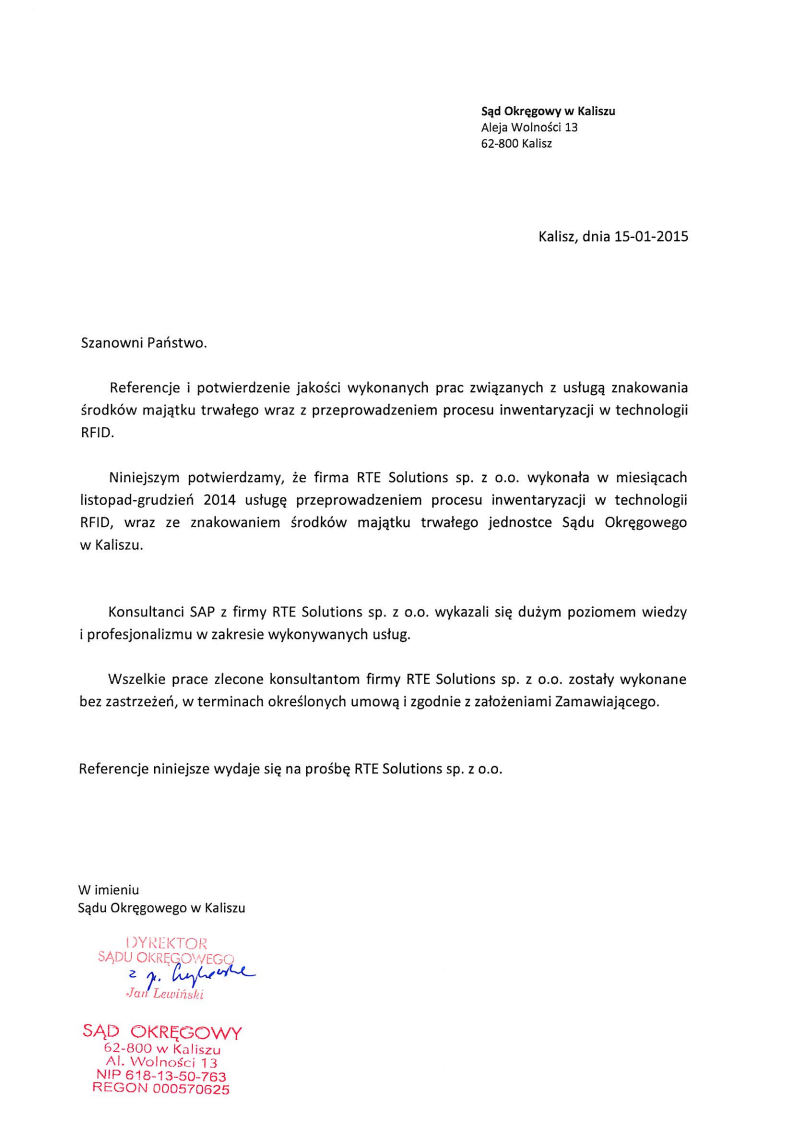 Sąd Okręgowy w Kaliszu
Aleja Wolności 13
62-800 Kalisz
Kalisz, dnia 15-01-2015
Szanowni Państwo.
Referencje i potwierdzenie jakości wykonanych prac związanych z usługą znakowania
środków majątku trwałego wraz z przeprowadzeniem procesu inwentaryzacji w technologii
RFID.
Niniejszym potwierdzamy, że firma RTE Solutions sp. z o.o. wykonała w miesiącach
listopad-grudzień 2014 usługę przeprowadzeniem procesu inwentaryzacji w technologii
RFID, wraz ze znakowaniem środków majątku trwałego jednostce Sądu Okręgowego
w Kaliszu.
Konsultanci SAP z firmy RTE Solutions sp. z o.o. wykazali się dużym poziomem wiedzy
i profesjonalizmu w zakresie wykonywanych usług.
Wszelkie prace zlecone konsultantom firmy RTE Solutions sp. z o.o. zostały wykonane
bez zastrzeżeń, w terminach określonych umową i zgodnie z założeniami Zamawiającego.
Referencje niniejsze wydaje się na prośbę RTE Solutions sp. z o.o.
W imieniu
Sądu Okręgowego w Kaliszu
DYREKTOR
SĄDU OKRĘGOWEGO
z p.
Jan Lewiński
SĄD OKRĘGOWY
62-800 w Kaliszu
Al. Wolności 13
NIP 618-13-50-763
REGON 000570625